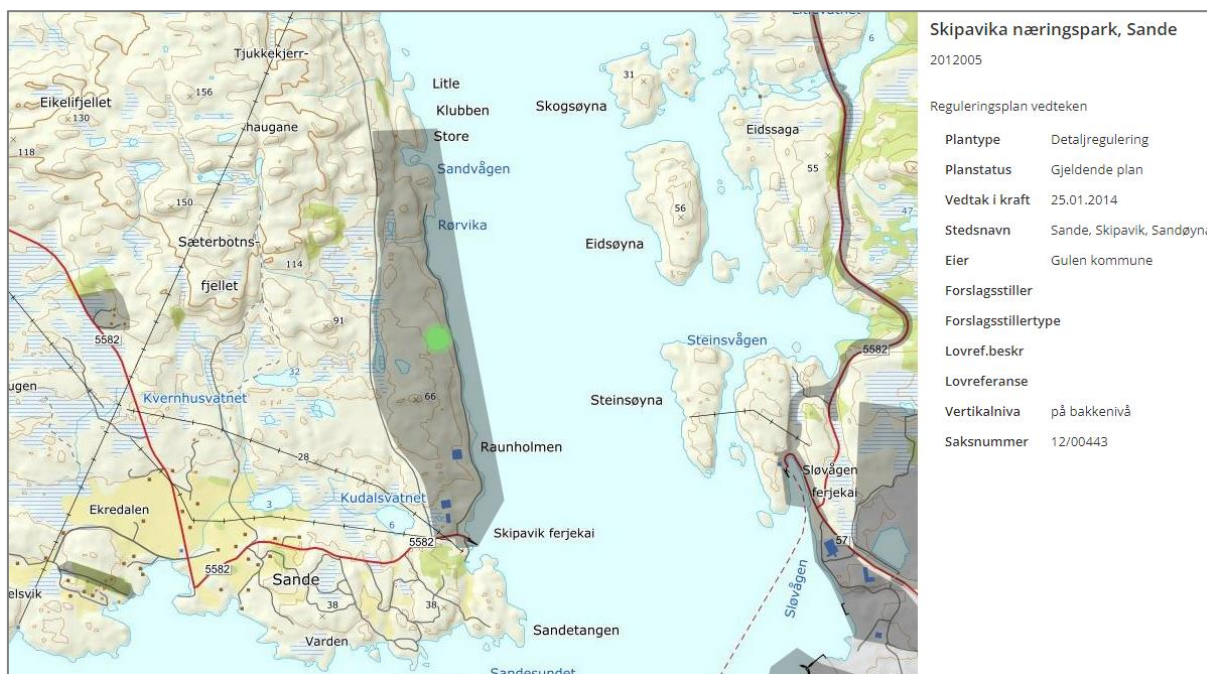 Litlevatnet
6
Tjukkekjerr-
haugane
156
Eikelifjellet
130
118
Litle
Klubben
Store
Sandvågen
Rørvika
31
Skogsøyna
Eidssaga
55
47
150
Sæterbotns-
fjellet
114
56
Eidsøyna
91
5582
32
Kvernhusvatnet
Steinsvågen
5582
Steinsøyna
66
28
Raunholmen
Sløvågen
ferjekai
Kudalsvatnet
3
6
Ekredalen
5582
Skipavik ferjekai
57
5582
Sande
38
38
Varden
Sandetangen
Sløvågen
Sandesundet
Skipavika næringspark, Sande
2012005
Reguleringsplan vedteken
Plantype Detaljregulering
Planstatus Gjeldende plan
Vedtak i kraft 25.01.2014
Stedsnavn Sande, Skipavik, Sandøyna
Eier Gulen kommune
Forslagsstiller
Forslagsstillertype
Lovref.beskr
Lovreferanse
Vertikalniva på bakkenivå
Saksnummer 12/00443